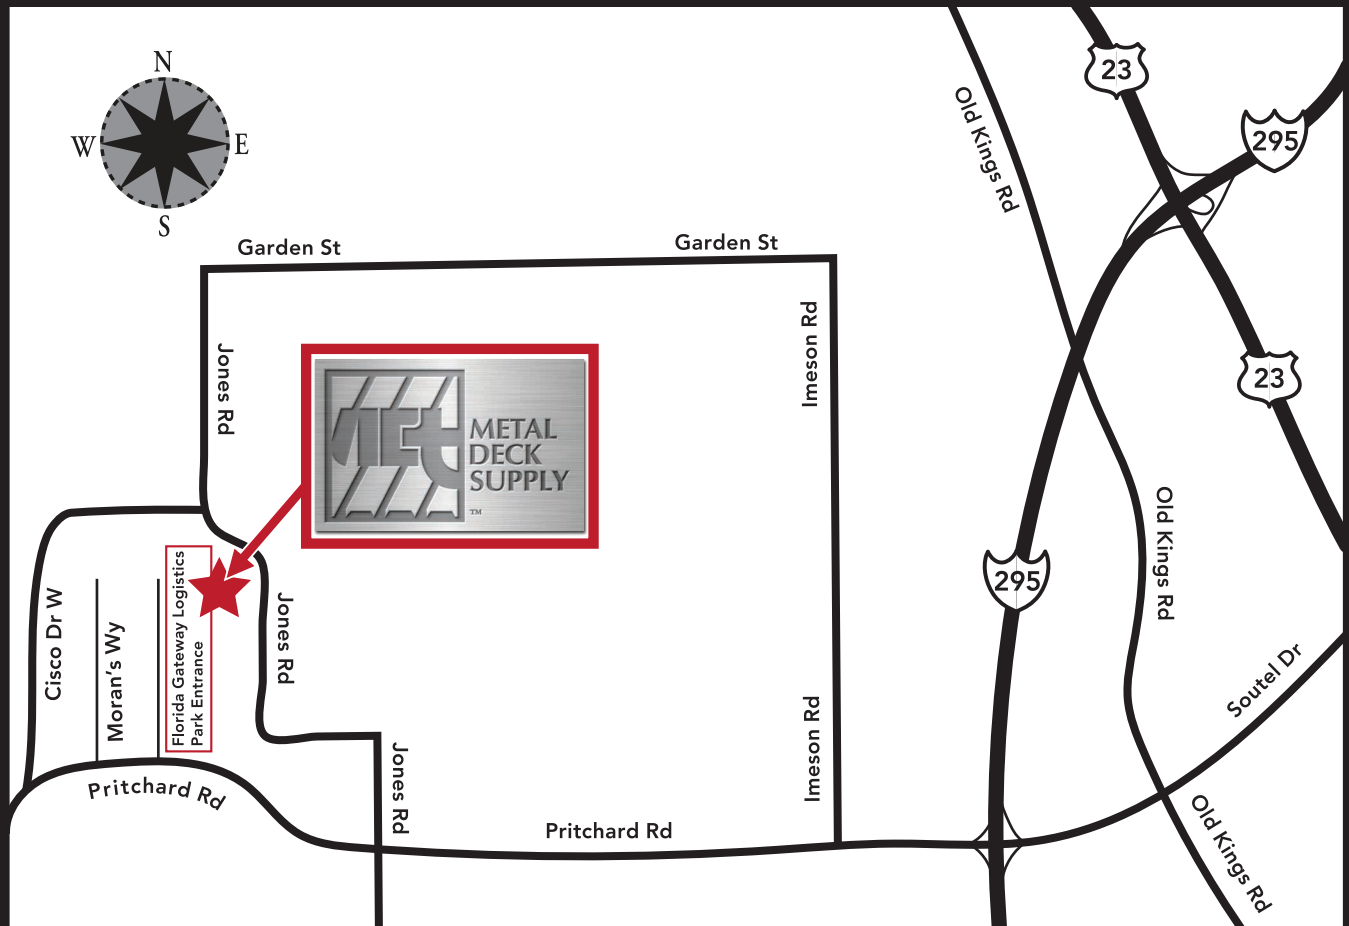 N
W
E
S
23
295
Old Kings Rd
Garden St
Garden St
Imeson Rd
Jones Rd
23
METAL
DECK
SUPPLY
™
Old Kings Rd
295
Cisco Dr W
Moran's Wy
Florida Gateway Logistics
Park Entrance
Jones Rd
Soutel Dr
Imeson Rd
Jones Rd
Pritchard Rd
Pritchard Rd
Old Kings Rd